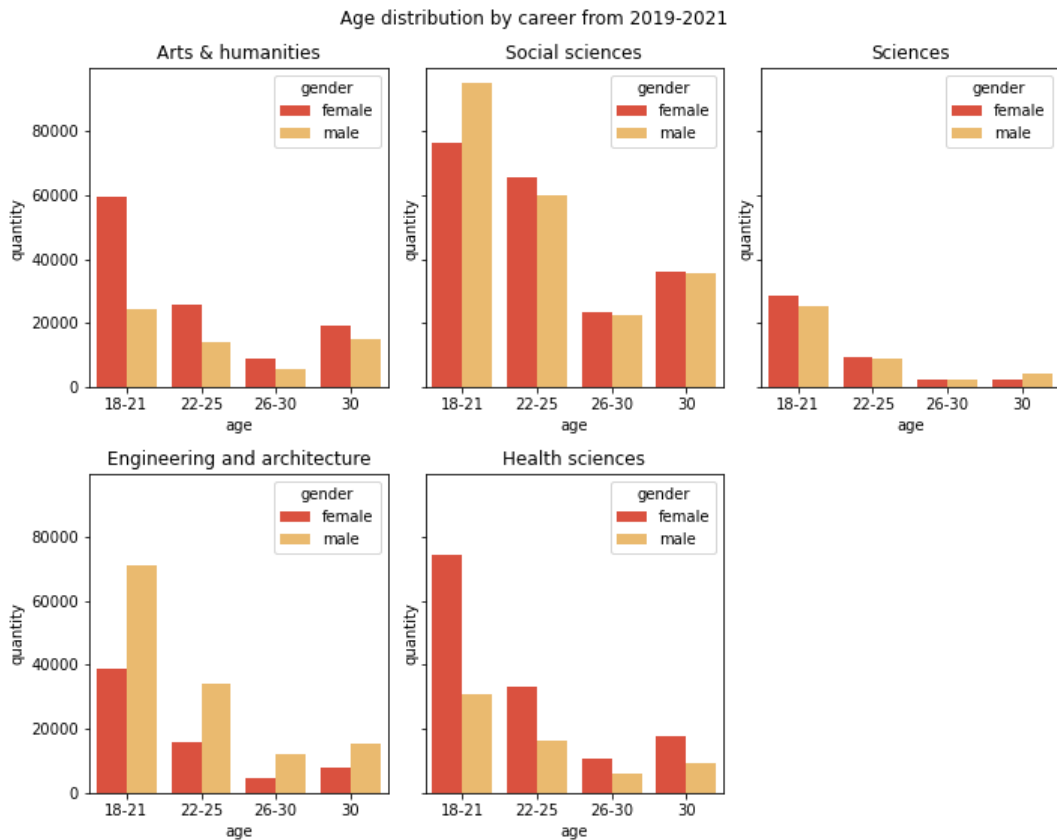 Age distribution by career from 2019-2021
Arts & humanities
gender
female
male
80000
60000
40000
20000
0
quantity
18-21 22-25 26-30 30
age
Social sciences
gender
female
male
quantity
18-21 22-25 26-30 30
age
Sciences
gender
female
male
quantity
18-21 22-25 26-30 30
age
Engineering and architecture
gender
female
male
80000
60000
40000
20000
0
quantity
18-21 22-25 26-30 30
age
Health sciences
gender
female
male
quantity
18-21 22-25 26-30 30
age